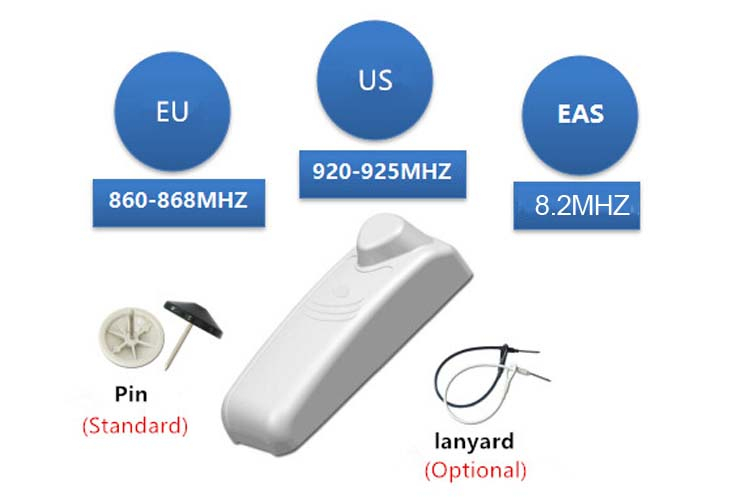 EU
US
EAS
860-868MHZ
920-925MHZ
8.2MHZ
Pin
(Standard)
lanyard
(Optional)